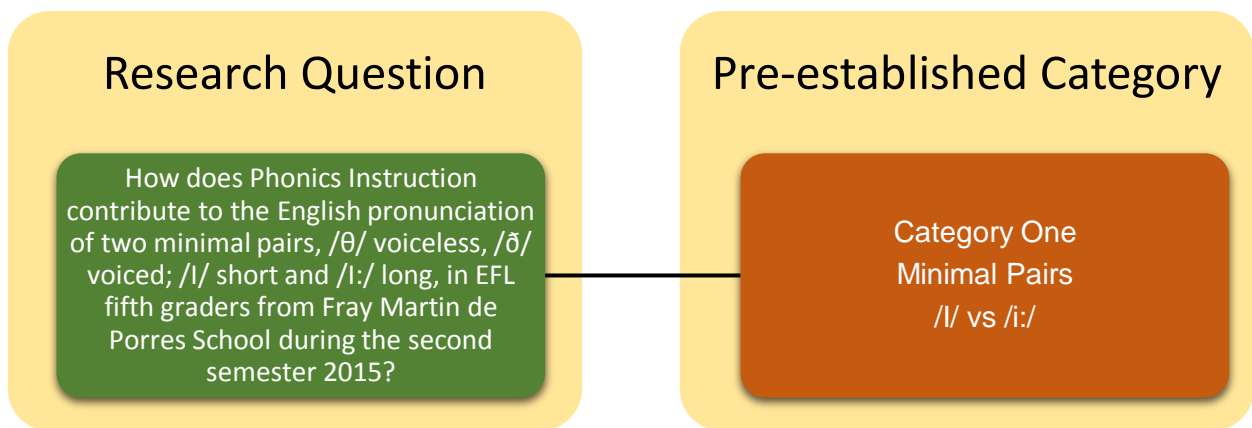 Research Question
How does Phonics Instruction
contribute to the English pronunciation
of two minimal pairs, /θ/ voiceless, /ð/
voiced; /I/ short and /I:/ long, in EFL
fifth graders from Fray Martin de
Porres School during the second
semester 2015?
Pre-established Category
Category One
Minimal Pairs
/I/ vs /i:/